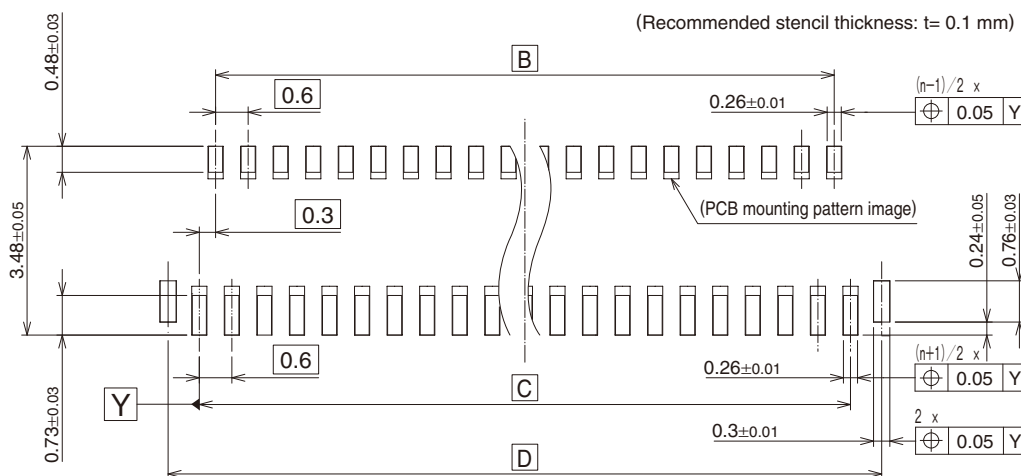 (Recommended stencil thickness: t= 0.1 mm)
0.48±0.03
B
0.6
0.26±0.01
(n−1)/2 x
⌖ 0.05 Y
3.48±0.05
0.3
(PCB mounting pattern image)
0.24±0.05
0.76±0.03
0.73±0.03
0.6
0.26±0.01
(n+1)/2 x
⌖ 0.05 Y
Y
C
0.3±0.01
2 x
⌖ 0.05 Y
D